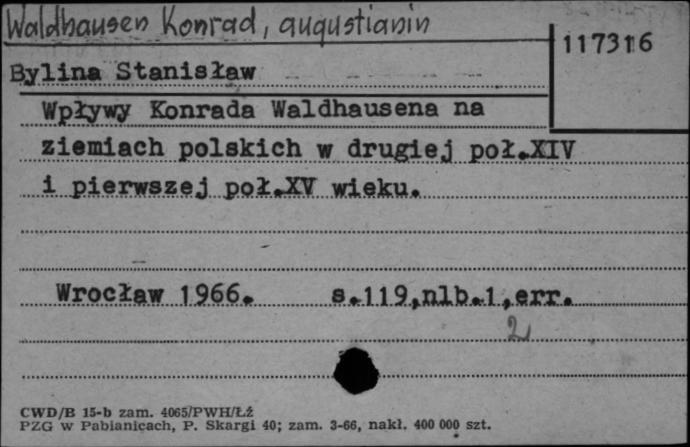 Waldhausen Konrad, augustianin
117316
Bylina Stanisław
Wpływy Konrada Waldhausena na
ziemiach polskich w drugiej poł.XIV
i pierwszej poł.XV wieku.
Wrocław 1966. s.119,nlb.1,err.
2
CWD/B 15-b zam. 4065/PWH/Łź
PZG w Pabianicach, P. Skargi 40; zam. 3-66, nakł. 400 000 szt.